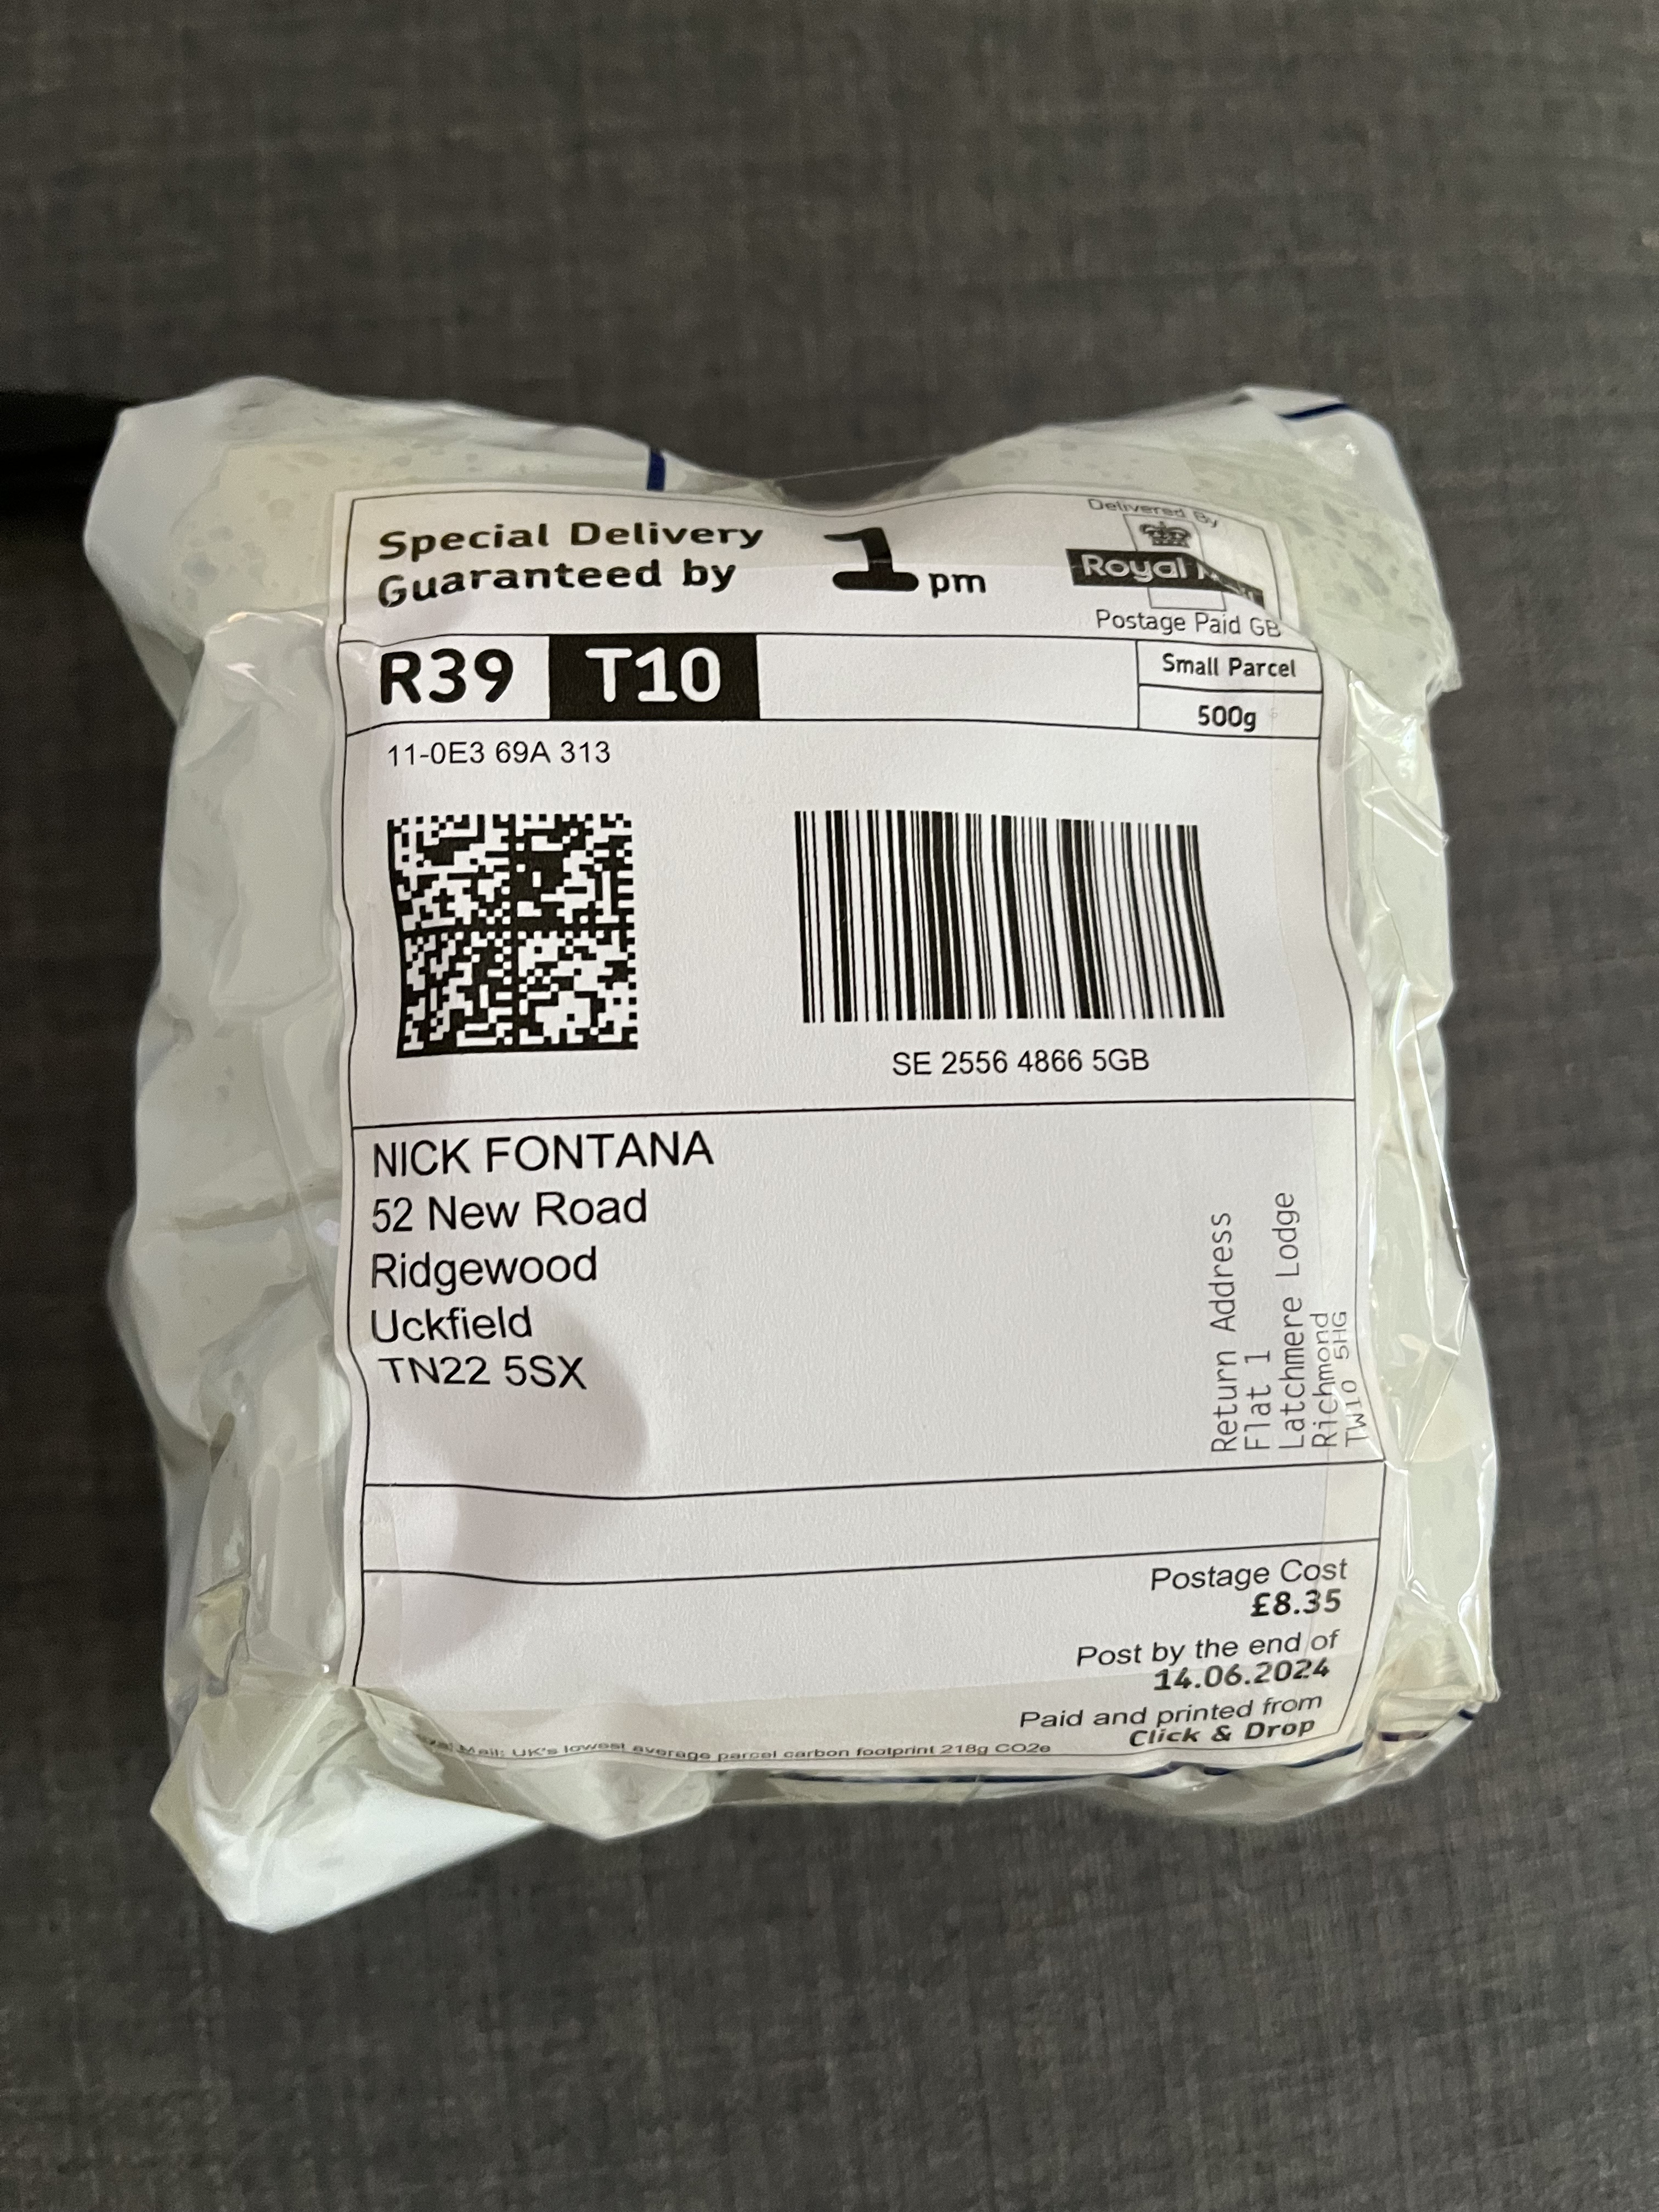 Special Delivery
Guaranteed by
1pm
Delivered By
Royal
Postage Paid GB
R39 T10
Small Parcel
500g
11-0E3 69A 313
SE 2556 4866 5GB
NICK FONTANA
52 New Road
Ridgewood
Uckfield
TN22 5SX
Return Address
Flat 1
Latchmere Lodge
Richmond
TW10 5HG
Postage Cost
£8.35
Post by the end of
14.06.2024
Paid and printed from
Click & Drop
Mail: UK's lowest average parcel carbon footprint 218g CO2e